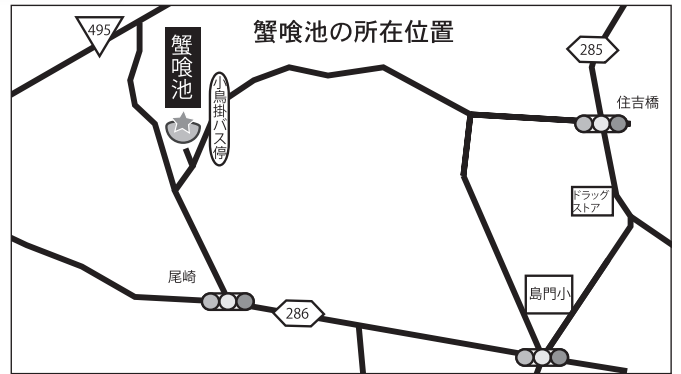 蟹喰池の所在位置
495
蟹喰池
小鳥掛バス停
285
住吉橋
ドラッグ
ストア
尾崎
286
島門小